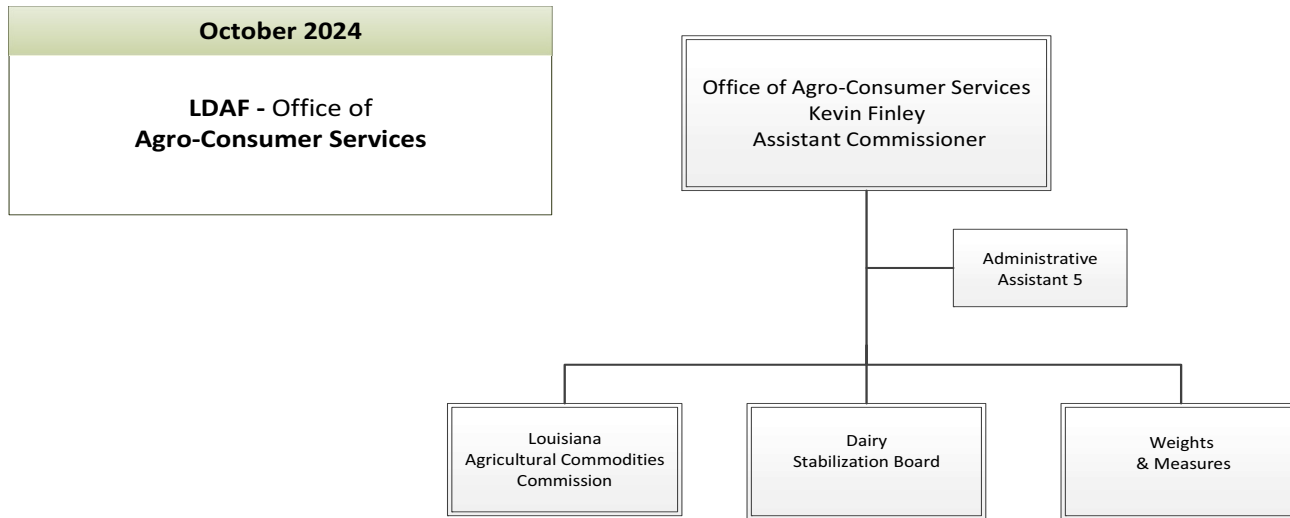 October 2024
LDAF - Office of
Agro-Consumer Services
Office of Agro-Consumer Services
Kevin Finley
Assistant Commissioner
Administrative
Assistant 5
Louisiana
Agricultural Commodities
Commission
Dairy
Stabilization Board
Weights
& Measures